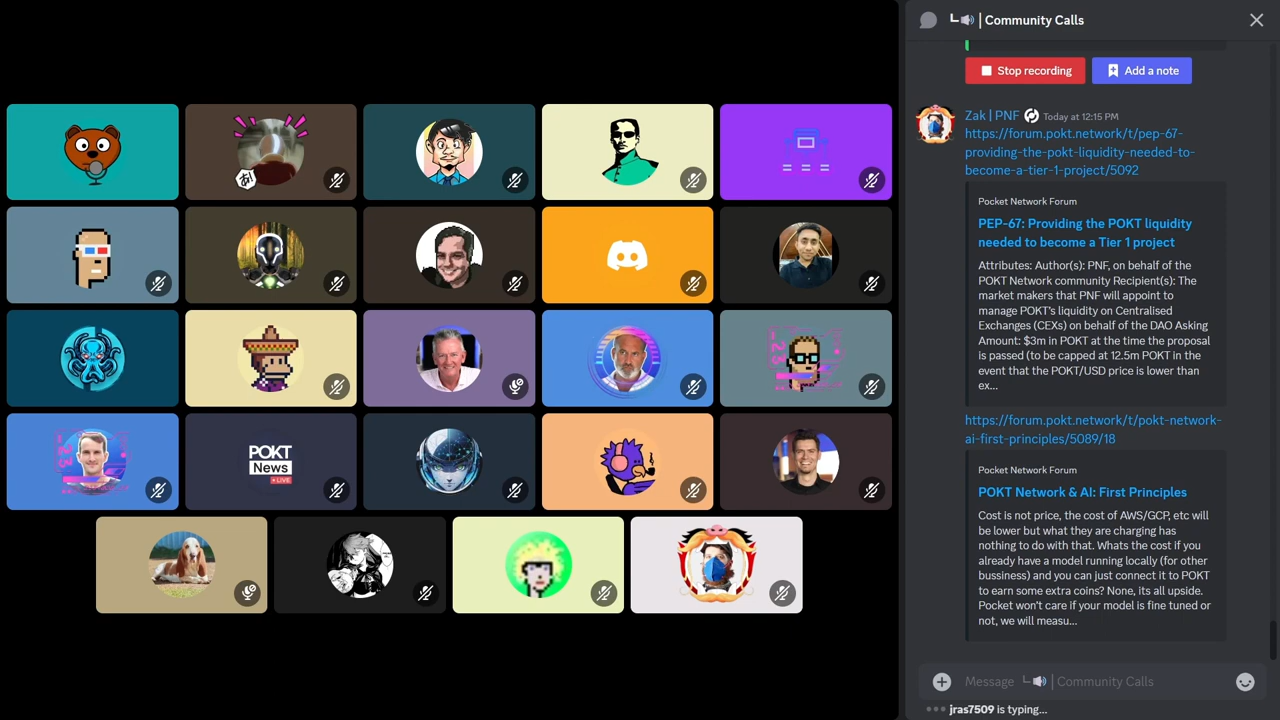 Community Calls
Stop recording
Add a note
Zak | PNF
Today at 12:15 PM
https://forum.pokt.network/t/pep-67-
providing-the-pokt-liquidity-needed-to-
become-a-tier-1-project/5092
Pocket Network Forum
PEP-67: Providing the POKT liquidity
needed to become a Tier 1 project
Attributes: Author(s): PNF, on behalf of the
POKT Network community Recipient(s): The
market makers that PNF will appoint to
manage POKT's liquidity on Centralised
Exchanges (CEXs) on behalf of the DAO Asking
Amount: $3m in POKT at the time the proposal
is passed (to be capped at 12.5m POKT in the
event that the POKT/USD price is lower than
ex...
https://forum.pokt.network/t/pokt-network-
ai-first-principles/5089/18
Pocket Network Forum
POKT Network & AI: First Principles
Cost is not price, the cost of AWS/GCP, etc will
be lower but what they are charging has
nothing to do with that. Whats the cost if you
already have a model running locally (for other
bussiness) and you can just connect it to POKT
to earn some extra coins? None, its all upside.
Pocket won't care if your model is fine tuned or
not, we will measu...
Message Community Calls
jras7509 is typing...
POKT
News
LIVE